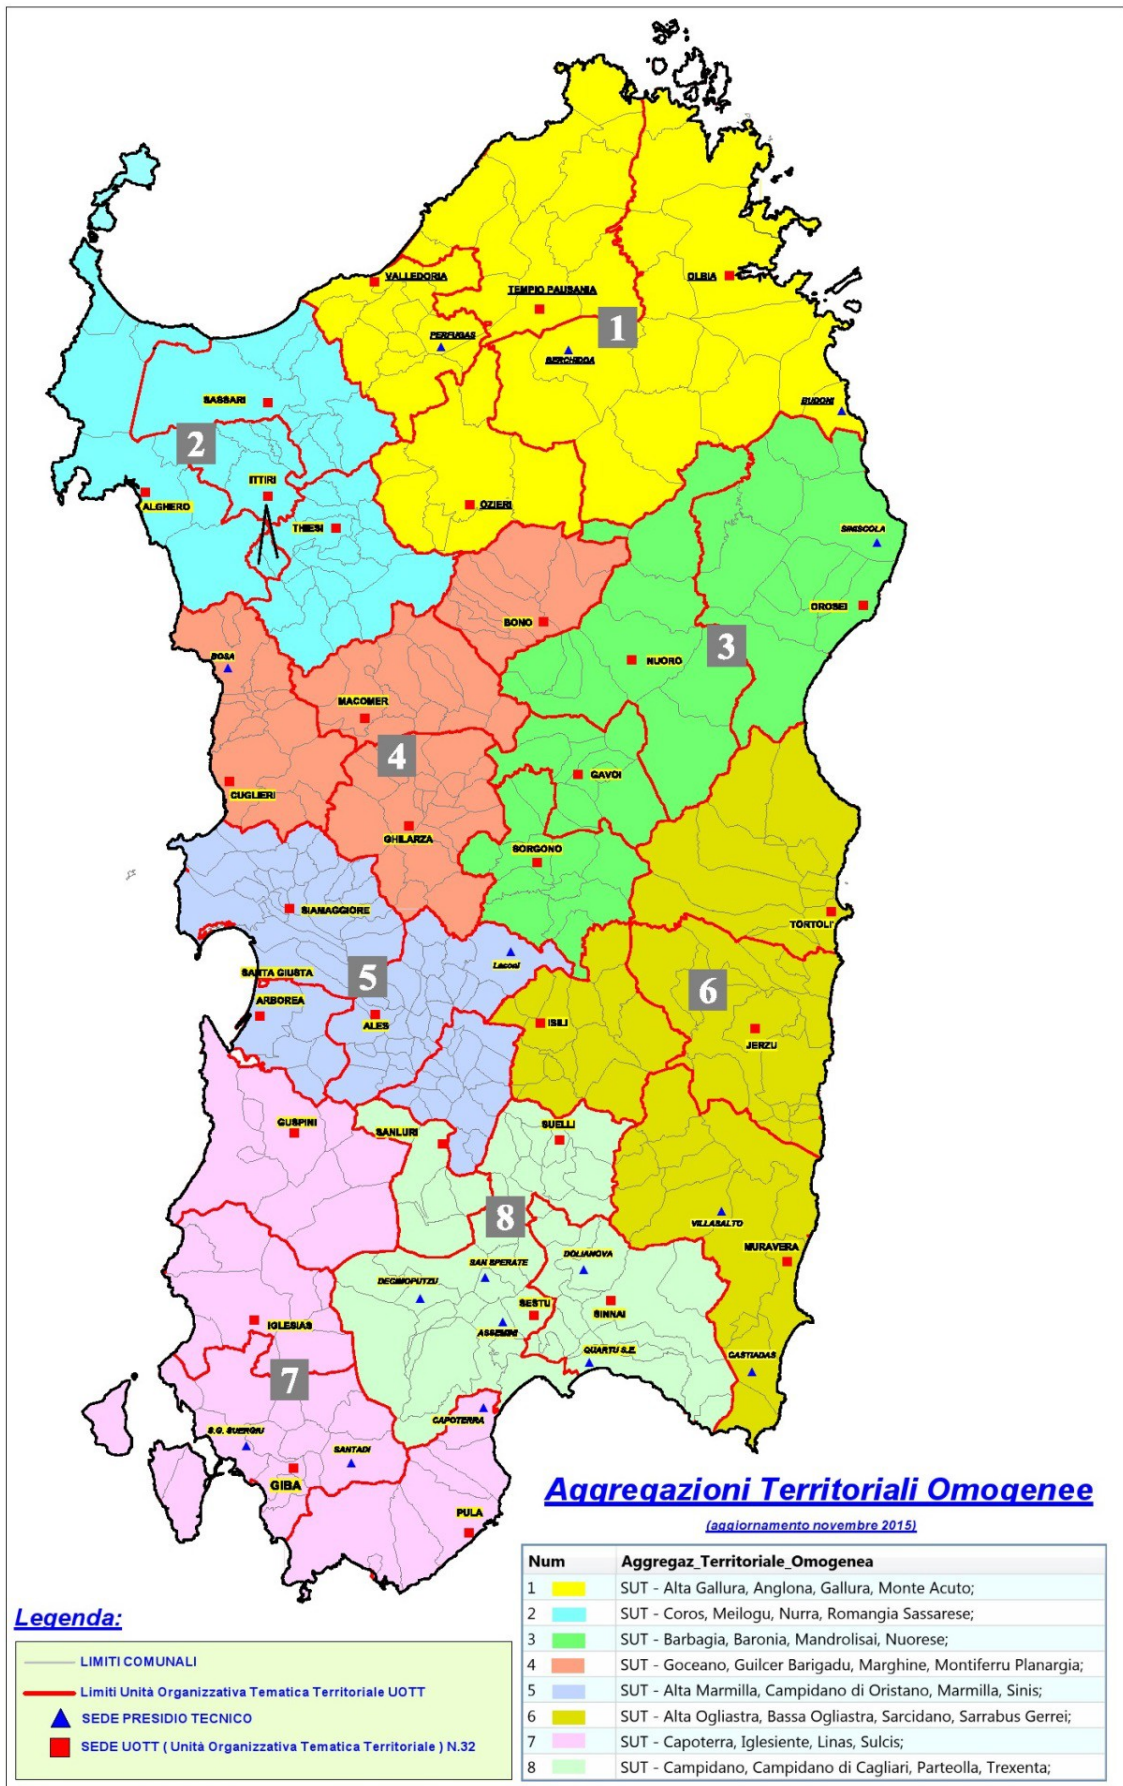 VALLEDORIA
TEMPIO PAUSANIA
OLBIA
1
PERFUGAS
BERCHIDDA
BUDONI
SASSARI
2
ITTIRI
ALGHERO
OZIERI
THIESI
SINISCOLA
OROSEI
BONO
3
BOSA
NUORO
MACOMER
4
GAVOI
CUGLIERI
GHILARZA
SORGONO
SIAMAGGIORE
TORTOLI'
Laconi
SANTA GIUSTA
5
6
ARBOREA
ALES
ISILI
JERZU
GUSPINI
SANLURI
SUELLI
8
VILLASALTO
MURAVERA
DOLIANOVA
SAN SPERATE
DECIMOPUTZU
SESTU
SINNAI
IGLESIAS
ASSEMINI
QUARTU S.E.
CASTIADAS
7
CAPOTERRA
S.G. SUERGIU
SANTADI
GIBA
PULA
Aggregazioni Territoriali Omogenee
(aggiornamento novembre 2015)
Num Aggregaz_Territoriale_Omogenea
1 SUT - Alta Gallura, Anglona, Gallura, Monte Acuto;
2 SUT - Coros, Meilogu, Nurra, Romangia Sassarese;
3 SUT - Barbagia, Baronia, Mandrolisai, Nuorese;
4 SUT - Goceano, Guilcer Barigadu, Marghine, Montiferru Planargia;
5 SUT - Alta Marmilla, Campidano di Oristano, Marmilla, Sinis;
6 SUT - Alta Ogliastra, Bassa Ogliastra, Sarcidano, Sarrabus Gerrei;
7 SUT - Capoterra, Iglesiente, Linas, Sulcis;
8 SUT - Campidano, Campidano di Cagliari, Parteolla, Trexenta;
Legenda:
LIMITI COMUNALI
Limiti Unità Organizzativa Tematica Territoriale UOTT
SEDE PRESIDIO TECNICO
SEDE UOTT ( Unità Organizzativa Tematica Territoriale ) N.32